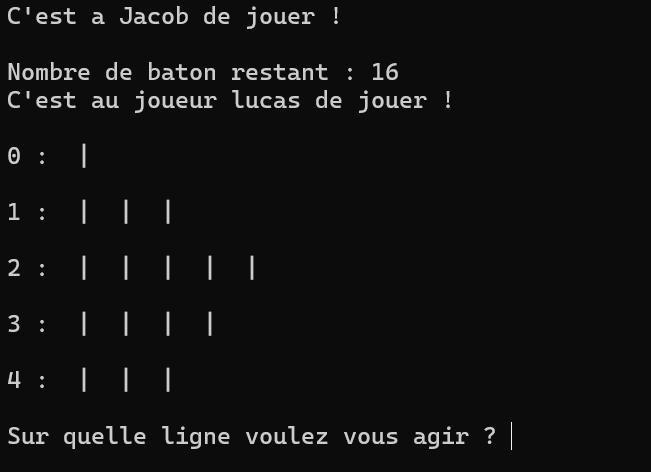 C'est a Jacob de jouer !
Nombre de baton restant : 16
C'est au joueur lucas de jouer !
0 :  |
1 :  |  |  |
2 :  |  |  |  |  |
3 :  |  |  |  |
4 :  |  |  |
Sur quelle ligne voulez vous agir ?